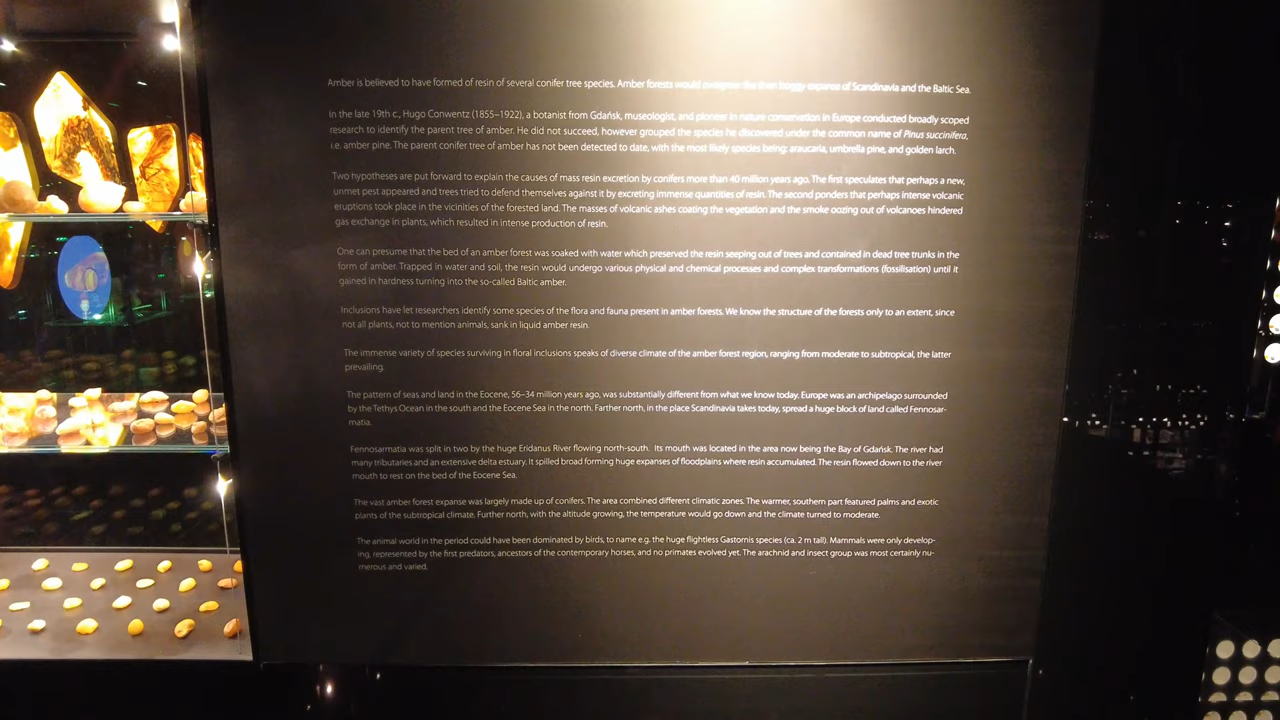 Amber is believed to have formed of resin of several conifer tree species. Amber forests would overgrow the then boggy expanse of Scandinavia and the Baltic Sea.
In the late 19th c., Hugo Conwentz (1855–1922), a botanist from Gdańsk, museologist, and pioneer in nature conservation in Europe conducted broadly scoped
research to identify the parent tree of amber. He did not succeed, however grouped the species he discovered under the common name of Pinus succinifera,
i.e. amber pine. The parent conifer tree of amber has not been detected to date, with the most likely species being: araucaria, umbrella pine, and golden larch.
Two hypotheses are put forward to explain the causes of mass resin excretion by conifers more than 40 million years ago. The first speculates that perhaps a new,
unmet pest appeared and trees tried to defend themselves against it by excreting immense quantities of resin. The second ponders that perhaps intense volcanic
eruptions took place in the vicinities of the forested land. The masses of volcanic ashes coating the vegetation and the smoke oozing out of volcanoes hindered
gas exchange in plants, which resulted in intense production of resin.
One can presume that the bed of an amber forest was soaked with water which preserved the resin seeping out of trees and contained in dead tree trunks in the
form of amber. Trapped in water and soil, the resin would undergo various physical and chemical processes and complex transformations (fossilisation) until it
gained in hardness turning into the so-called Baltic amber.
Inclusions have let researchers identify some species of the flora and fauna present in amber forests. We know the structure of the forests only to an extent, since
not all plants, not to mention animals, sank in liquid amber resin.
The immense variety of species surviving in floral inclusions speaks of diverse climate of the amber forest region, ranging from moderate to subtropical, the latter
prevailing.
The pattern of seas and land in the Eocene, 56–34 million years ago, was substantially different from what we know today. Europe was an archipelago surrounded
by the Tethys Ocean in the south and the Eocene Sea in the north. Farther north, in the place Scandinavia takes today, spread a huge block of land called Fennosar-
matia.
Fennosarmatia was split in two by the huge Eridanus River flowing north-south. Its mouth was located in the area now being the Bay of Gdańsk. The river had
many tributaries and an extensive delta estuary. It spilled broad forming huge expanses of floodplains where resin accumulated. The resin flowed down to the river
mouth to rest on the bed of the Eocene Sea.
The vast amber forest expanse was largely made up of conifers. The area combined different climatic zones. The warmer, southern part featured palms and exotic
plants of the subtropical climate. Further north, with the altitude growing, the temperature would go down and the climate turned to moderate.
The animal world in the period could have been dominated by birds, to name e.g. the huge flightless Gastornis species (ca. 2 m tall). Mammals were only develop-
ing, represented by the first predators, ancestors of the contemporary horses, and no primates evolved yet. The arachnid and insect group was most certainly nu-
merous and varied.